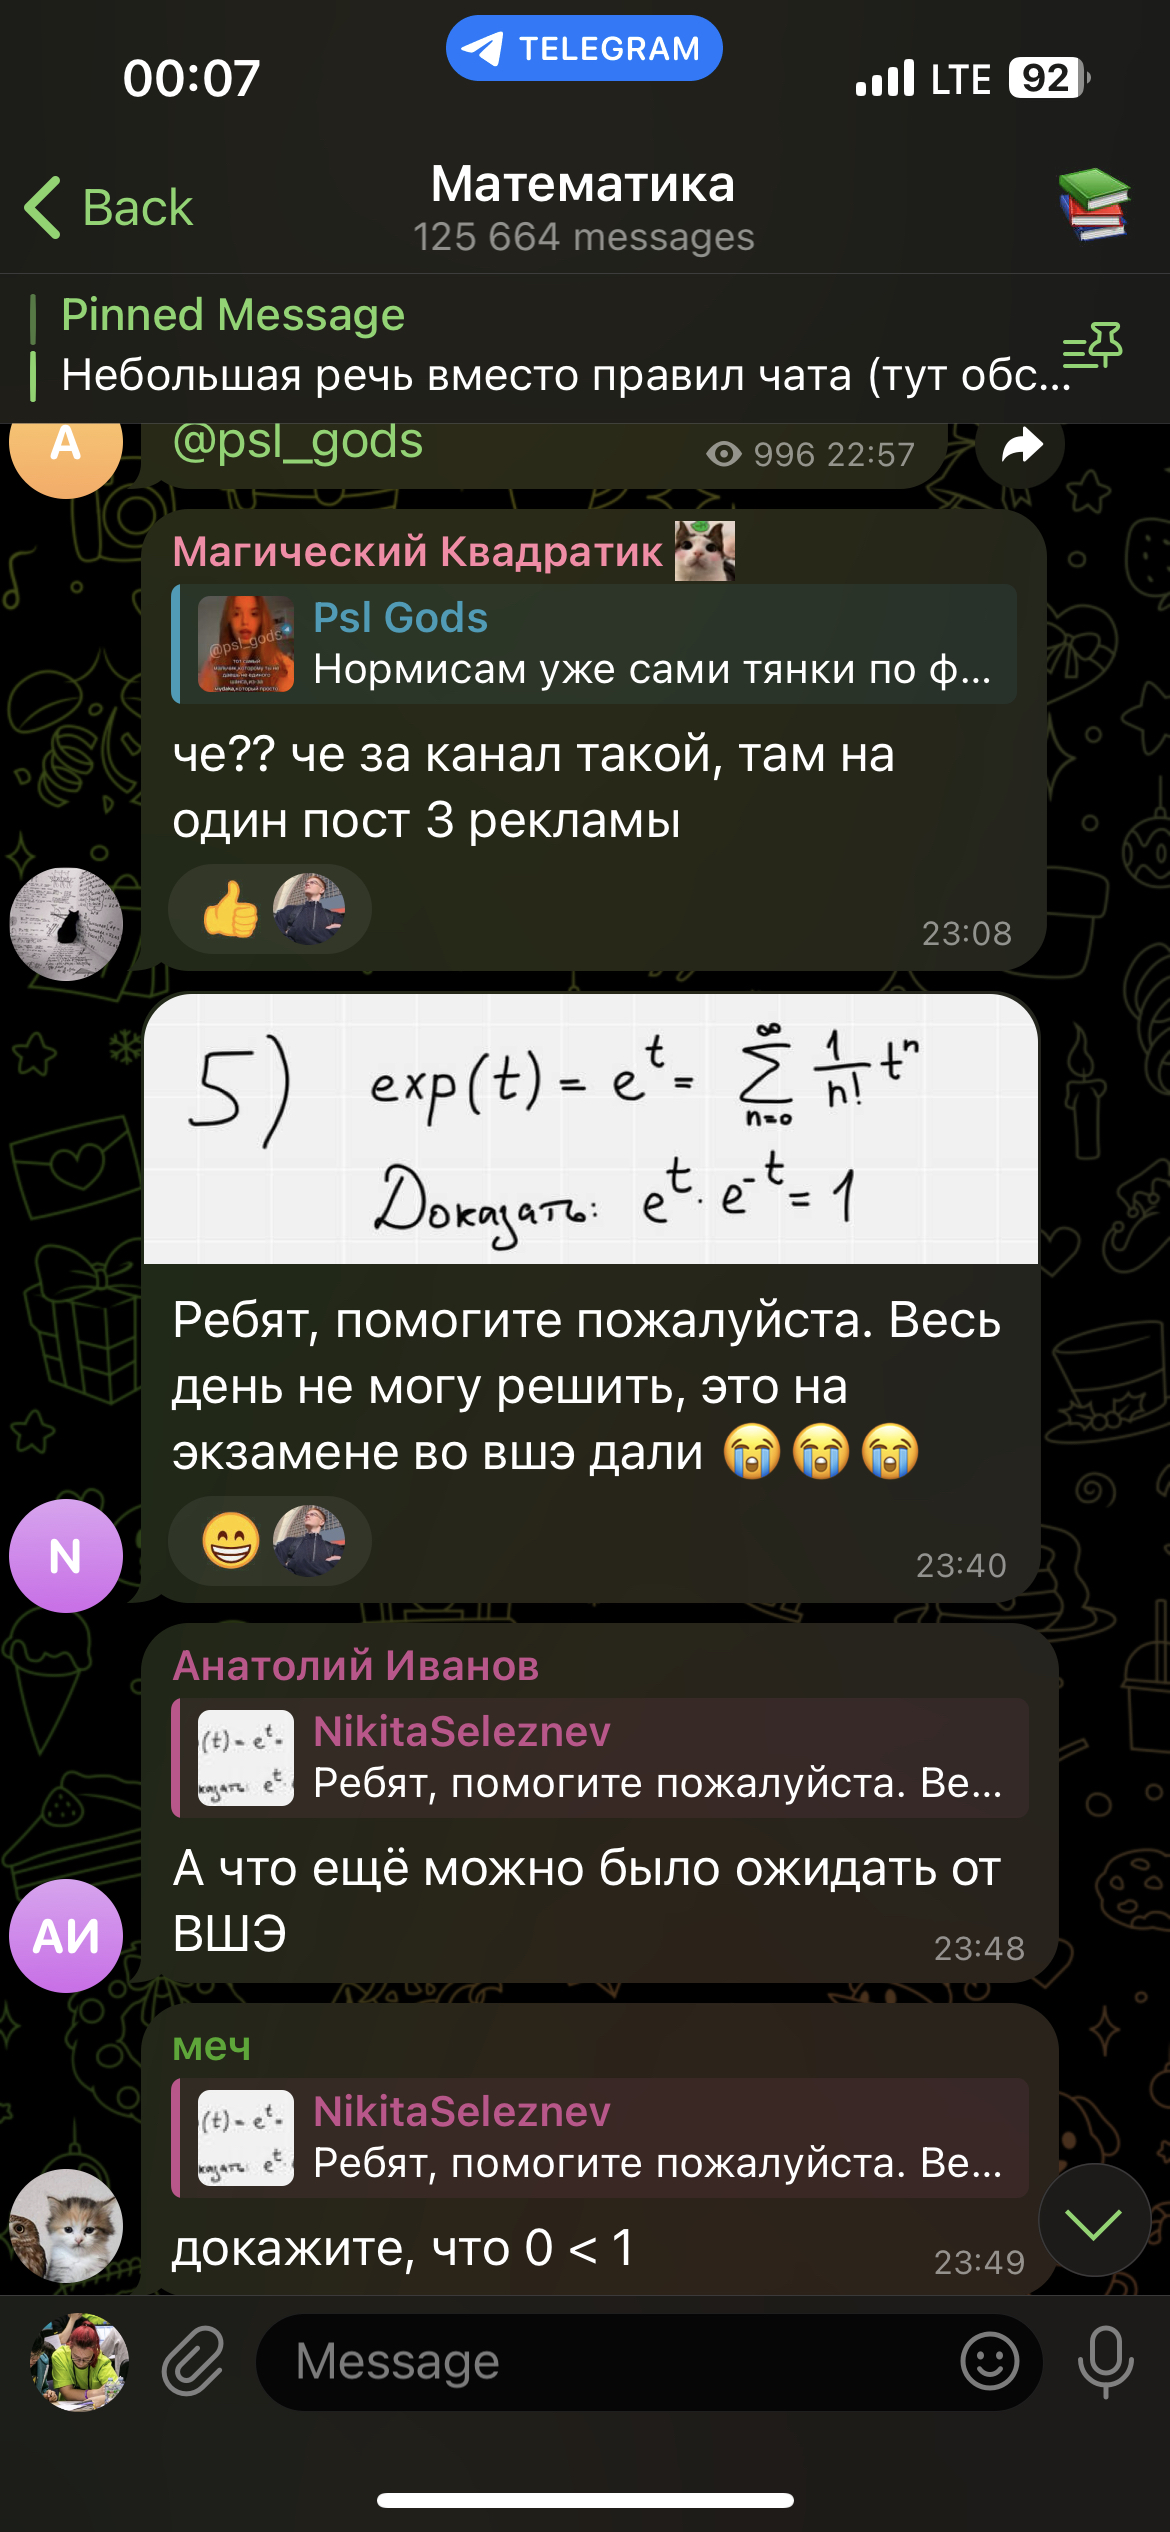 00:07
TELEGRAM
LTE 92
Back
Математика
125 664 messages
Pinned Message
Небольшая речь вместо правил чата (тут обс...
А
@psl_gods
996 22:57
Магический Квадратик
Psl Gods
@psl_gods
Нормисам уже сами тянки по ф...
че?? че за канал такой, там на
один пост 3 рекламы
23:08
5) exp(t) = e^t = ∑_{n=0}^∞ 1/n! t^n
Доказать: e^t · e^{-t} = 1
Ребят, помогите пожалуйста. Весь
день не могу решить, это на
экзамене во вшэ дали 😭😭😭
N
23:40
Анатолий Иванов
NikitaSeleznev
Ребят, помогите пожалуйста. Ве...
А что ещё можно было ожидать от
ВШЭ
АИ
23:48
меч
NikitaSeleznev
Ребят, помогите пожалуйста. Ве...
докажите, что 0 < 1
23:49
Message